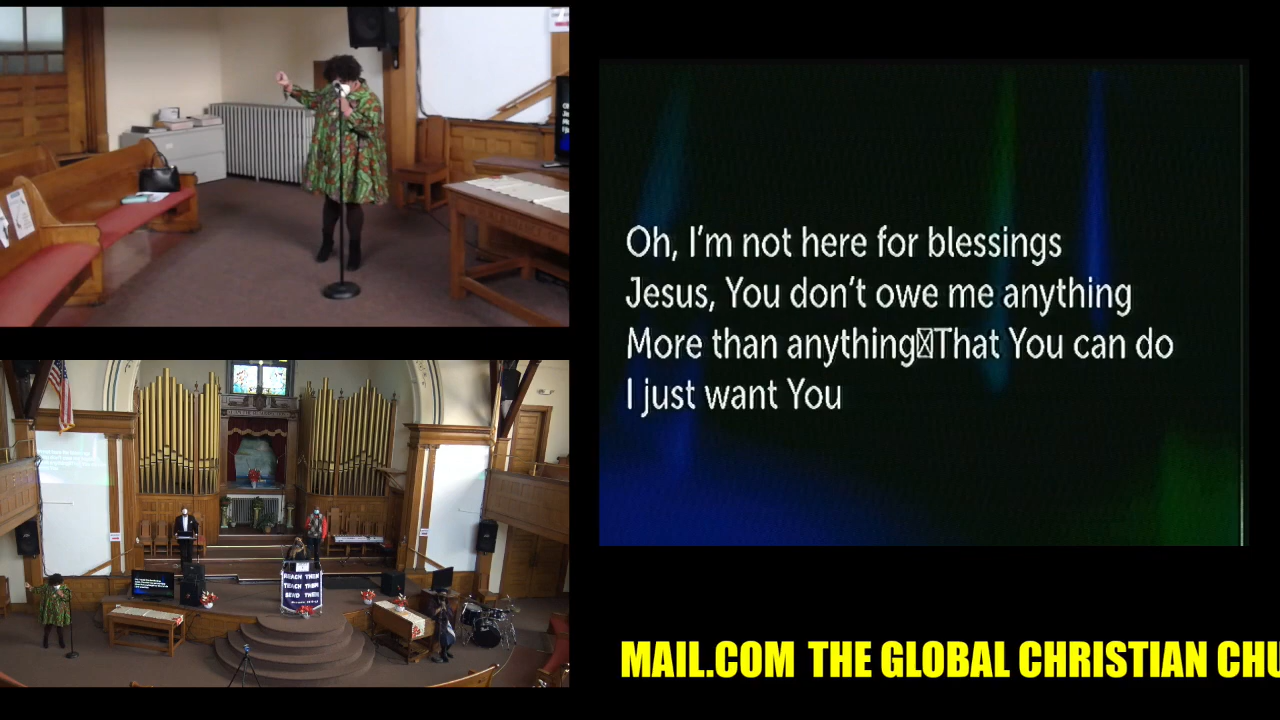 Oh, I'm not here for blessings
Jesus, You don't owe me anything
More than anything☒That You can do
I just want You
REACH THEM
TEACH THEM
SEND THEM
MAIL.COM THE GLOBAL CHRISTIAN CHU